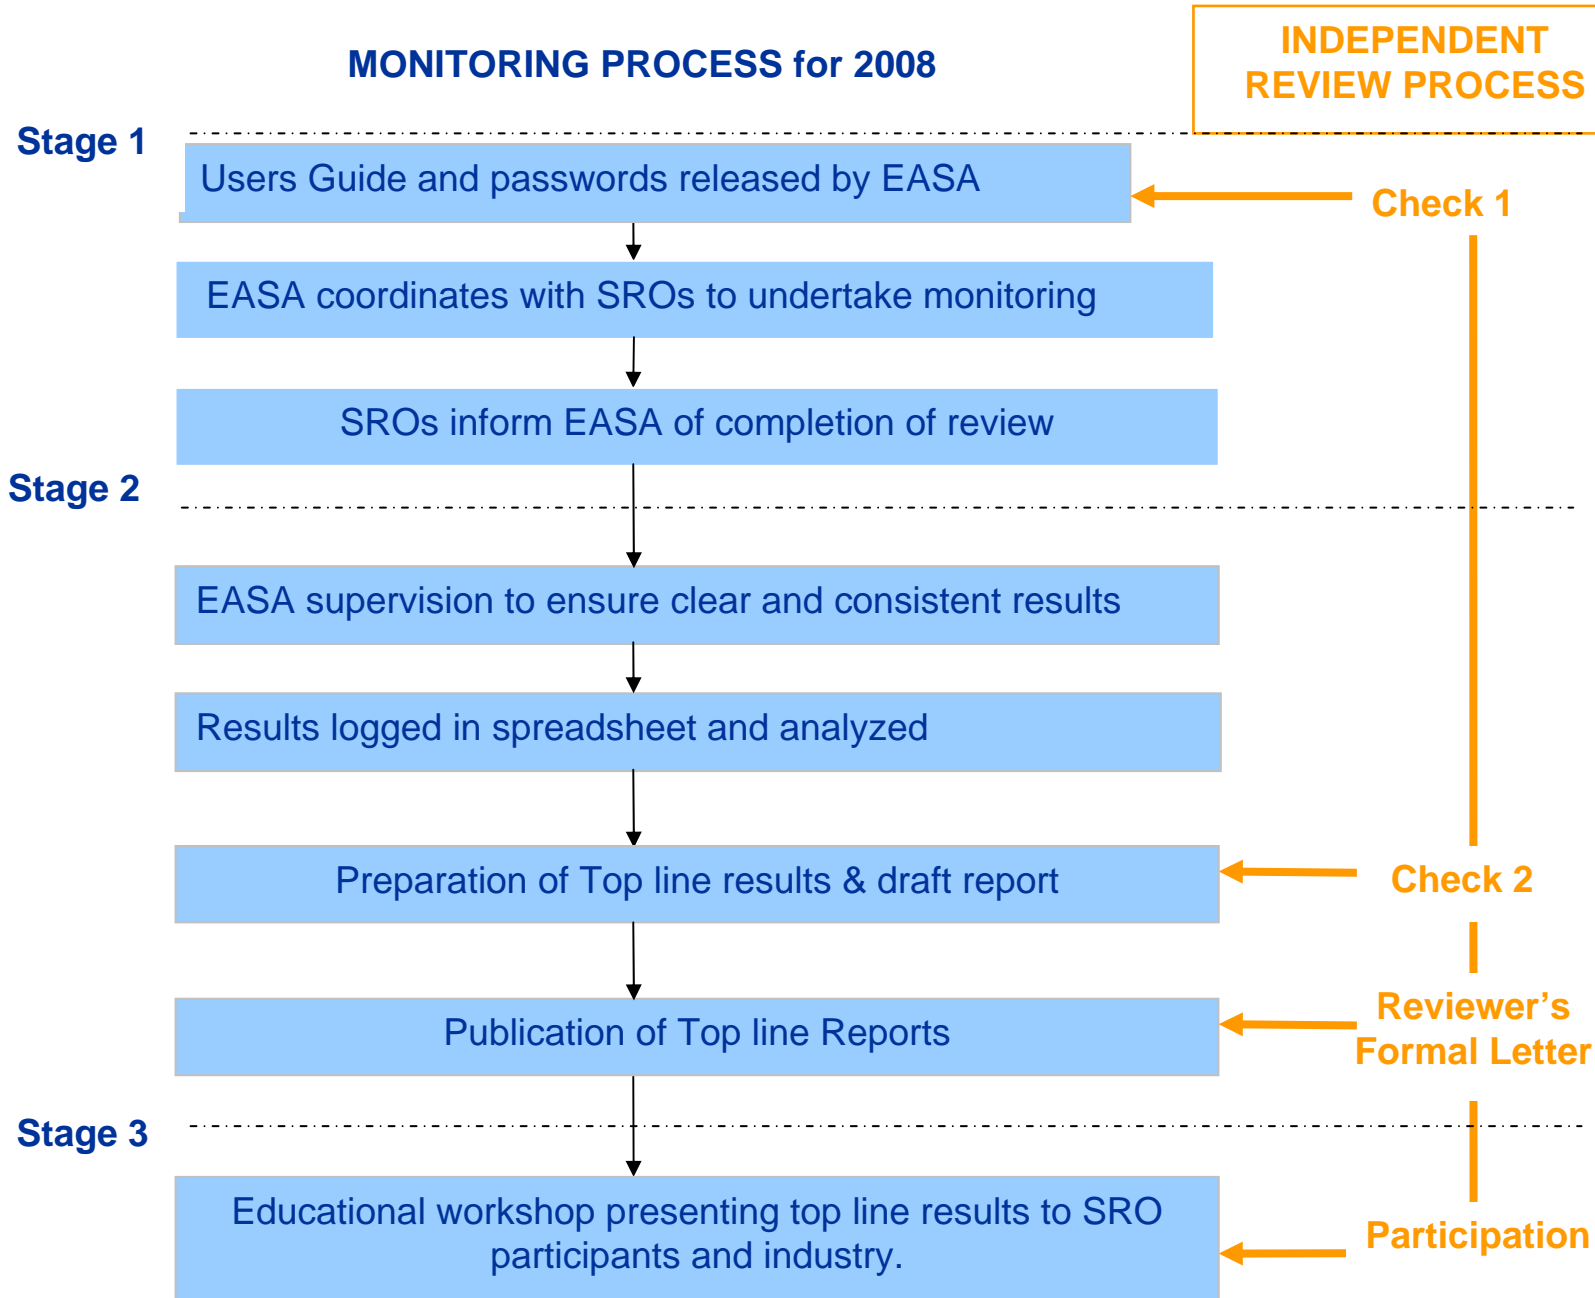 MONITORING PROCESS for 2008
INDEPENDENT
REVIEW PROCESS
Stage 1
Users Guide and passwords released by EASA
Check 1
EASA coordinates with SROs to undertake monitoring
SROs inform EASA of completion of review
Stage 2
EASA supervision to ensure clear and consistent results
Results logged in spreadsheet and analyzed
Preparation of Top line results & draft report
Check 2
Publication of Top line Reports
Reviewer’s
Formal Letter
Stage 3
Educational workshop presenting top line results to SRO
participants and industry.
Participation